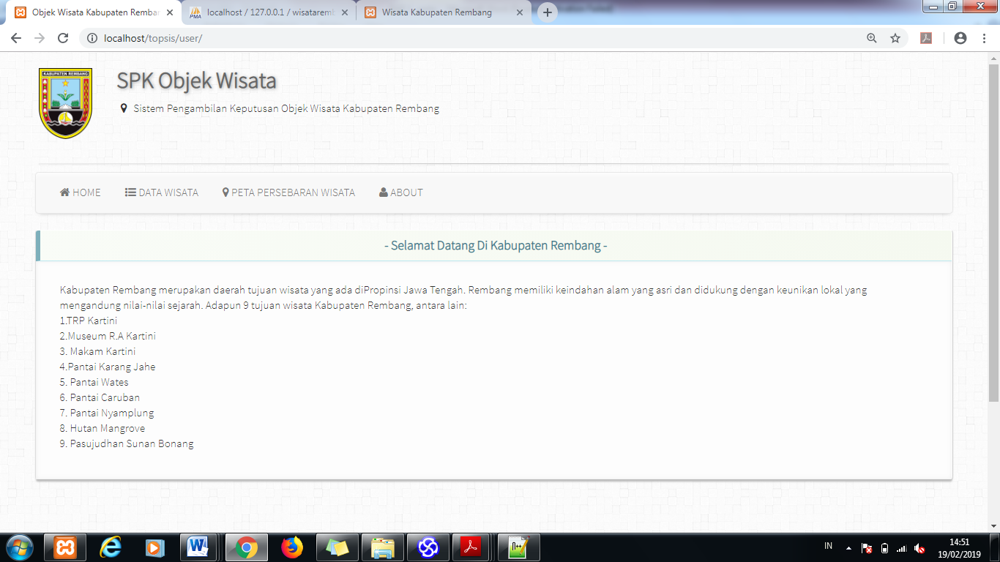 Objek Wisata Kabupaten Remban
localhost / 127.0.0.1 / wisataremb
Wisata Kabupaten Rembang
localhost/topsis/user/
KABUPATEN REMBANG
SPK Objek Wisata
Sistem Pengambilan Keputusan Objek Wisata Kabupaten Rembang
HOME DATA WISATA PETA PERSEBARAN WISATA ABOUT
- Selamat Datang Di Kabupaten Rembang -
Kabupaten Rembang merupakan daerah tujuan wisata yang ada diPropinsi Jawa Tengah. Rembang memiliki keindahan alam yang asri dan didukung dengan keunikan lokal yang
mengandung nilai-nilai sejarah. Adapun 9 tujuan wisata Kabupaten Rembang, antara lain:
1.TRP Kartini
2.Museum R.A Kartini
3. Makam Kartini
4.Pantai Karang Jahe
5. Pantai Wates
6. Pantai Caruban
7. Pantai Nyamplung
8. Hutan Mangrove
9. Pasujudhan Sunan Bonang
IN
14:51
19/02/2019